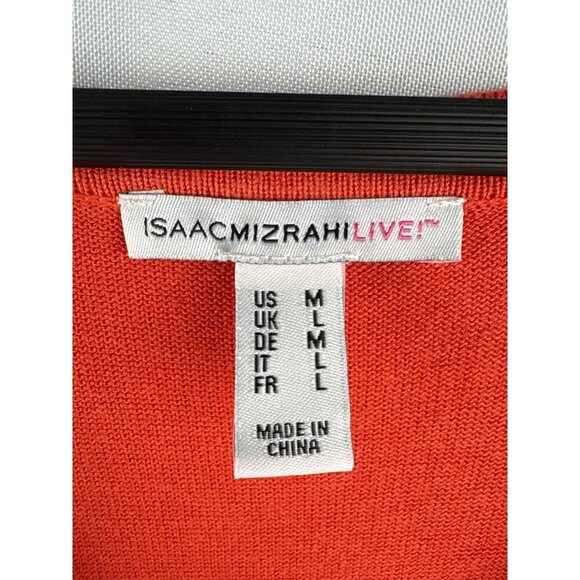 ISAACMIZRAHILIVE!™
US M
UK L
DE M
IT L
FR L
MADE IN
CHINA